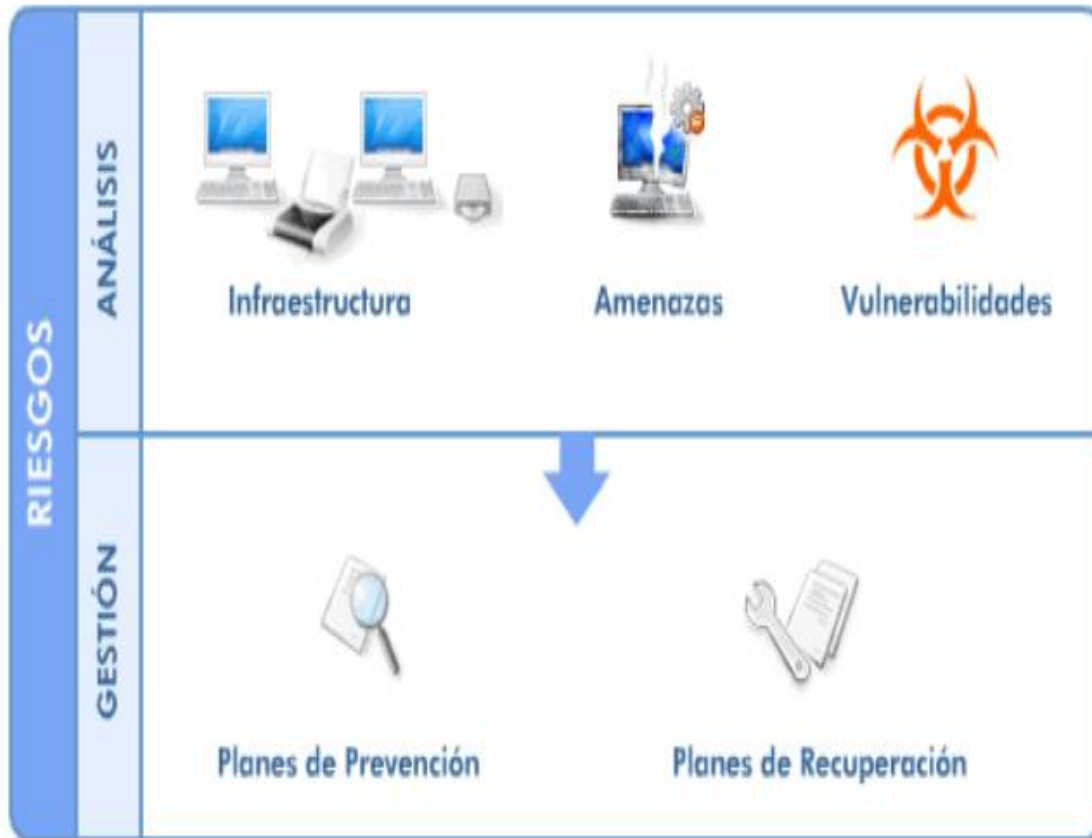 RIESGOS
ANÁLISIS
Infraestructura
Amenazas
Vulnerabilidades
GESTIÓN
Planes de Prevención
Planes de Recuperación